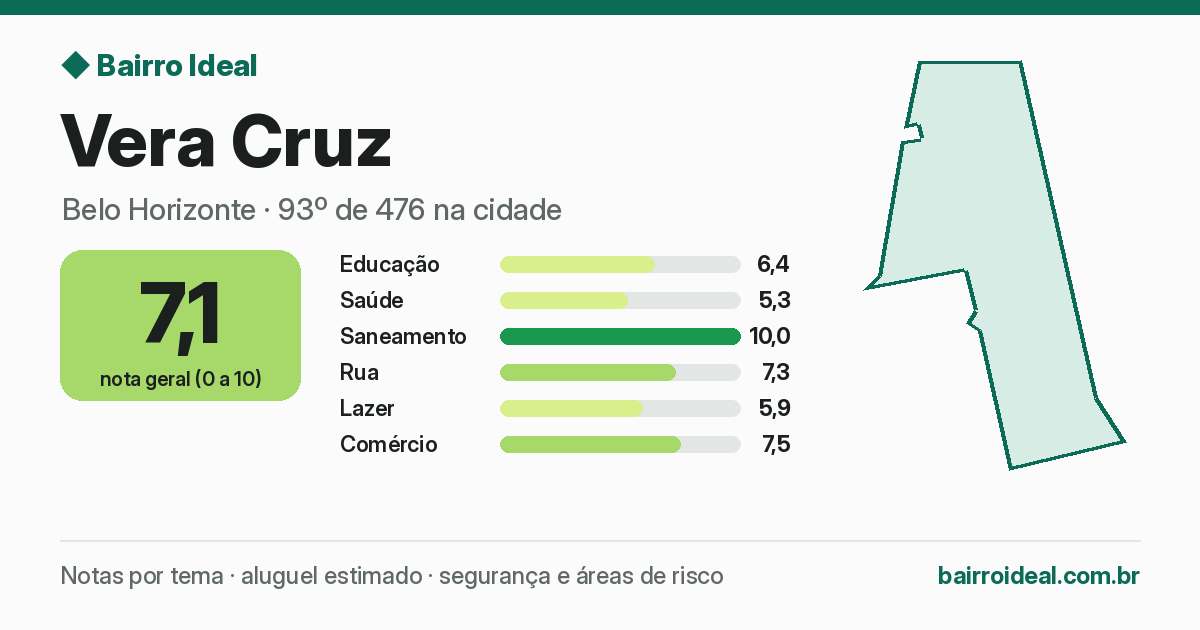 Bairro Ideal
Vera Cruz
Belo Horizonte · 93º de 476 na cidade
7,1
nota geral (0 a 10)
Educação 6,4
Saúde 5,3
Saneamento 10,0
Rua 7,3
Lazer 5,9
Comércio 7,5
Notas por tema · aluguel estimado · segurança e áreas de risco
bairroideal.com.br